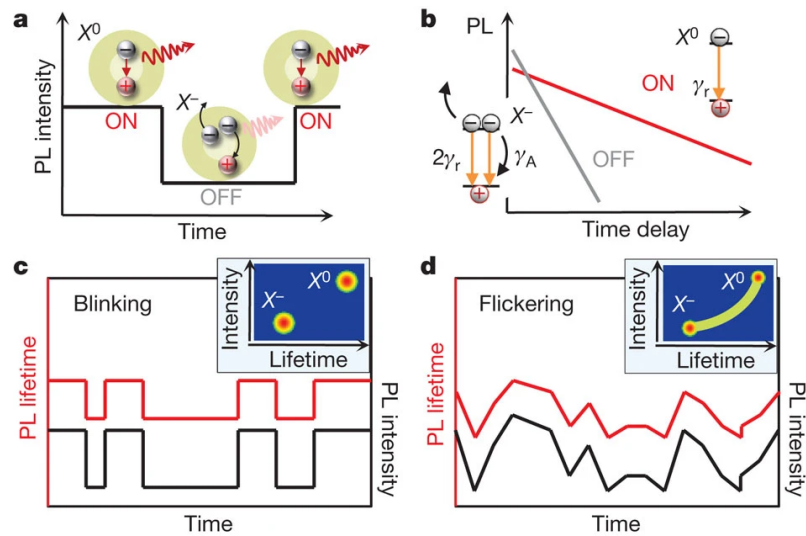 a
X⁰
PL intensity
ON
X⁻
ON
OFF
Time
b
PL
X⁰
ON
γr
X⁻
2γr
γA
OFF
Time delay
c
Blinking
Intensity
X⁻
X⁰
Lifetime
PL lifetime
PL intensity
Time
d
Flickering
Intensity
X⁻
X⁰
Lifetime
PL lifetime
PL intensity
Time